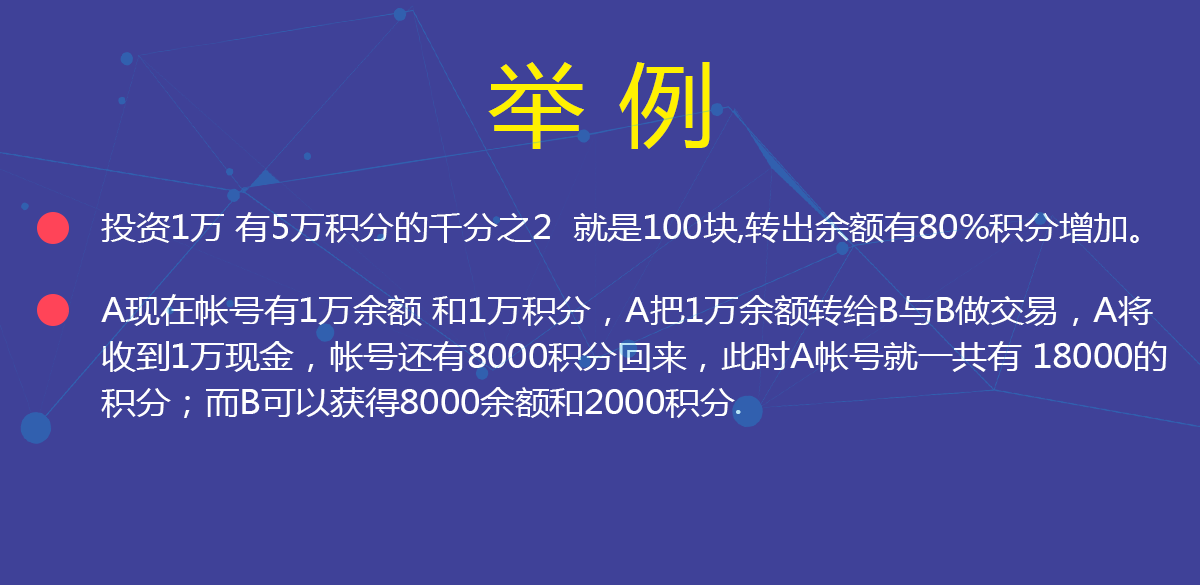 举 例
投资1万 有5万积分的千分之2 就是100块,转出余额有80%积分增加。
A现在帐号有1万余额 和1万积分，A把1万余额转给B与B做交易，A将
收到1万现金，帐号还有8000积分回来，此时A帐号就一共有 18000的
积分；而B可以获得8000余额和2000积分.